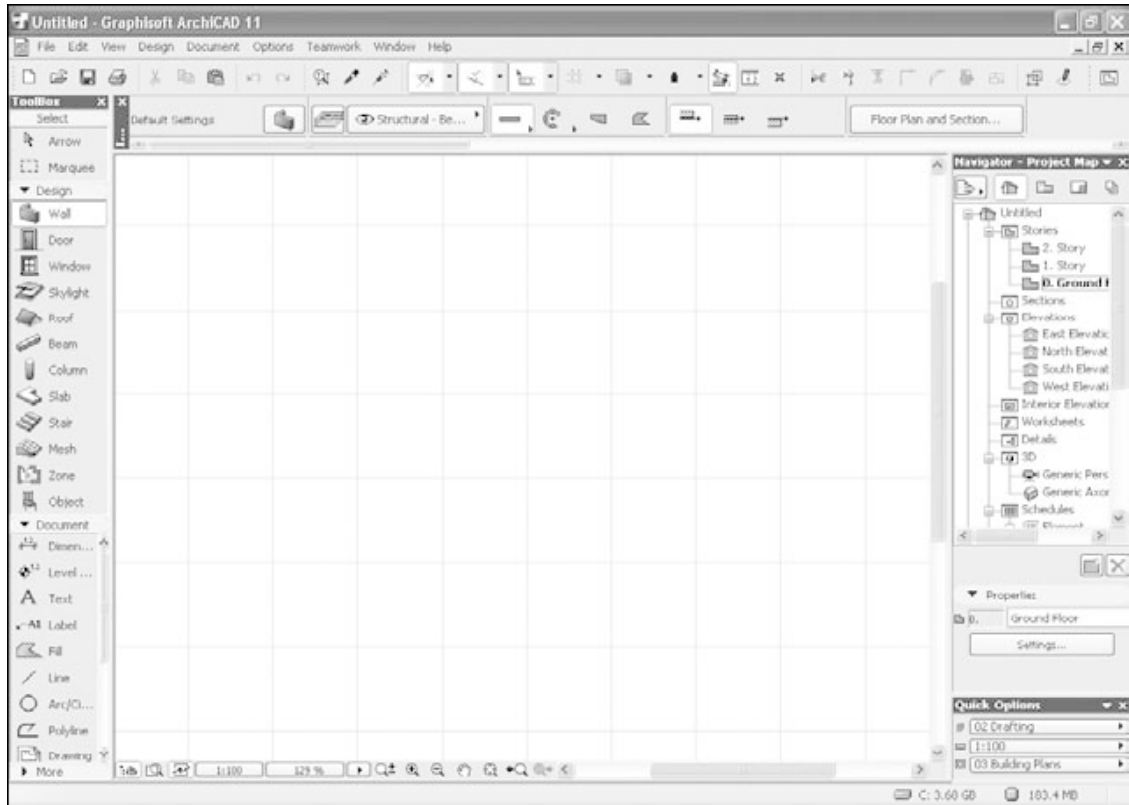 Untitled - Graphisoft ArchiCAD 11
File Edit View Design Document Options Teamwork Window Help
ToolBox
Select
Arrow
Marquee
Design
Wall
Door
Window
Skylight
Roof
Beam
Column
Slab
Stair
Mesh
Zone
Object
Document
Dimen...
Level ...
Text
Label
Fill
Line
Arc/Ci...
Polyline
Drawing
More
Default Settings
Structural - Be...
Floor Plan and Section...
1:100
129 %
Navigator - Project Map
Untitled
Stories
2. Story
1. Story
0. Ground F
Sections
Elevations
East Elevatic
North Elevat
South Elevat
West Elevati
Interior Elevation
Worksheets
Details
3D
Generic Pers
Generic Axor
Schedules
Element
Properties
0. Ground Floor
Settings...
Quick Options
02 Drafting
1:100
03 Building Plans
C: 3.68 GB 183.4 MB